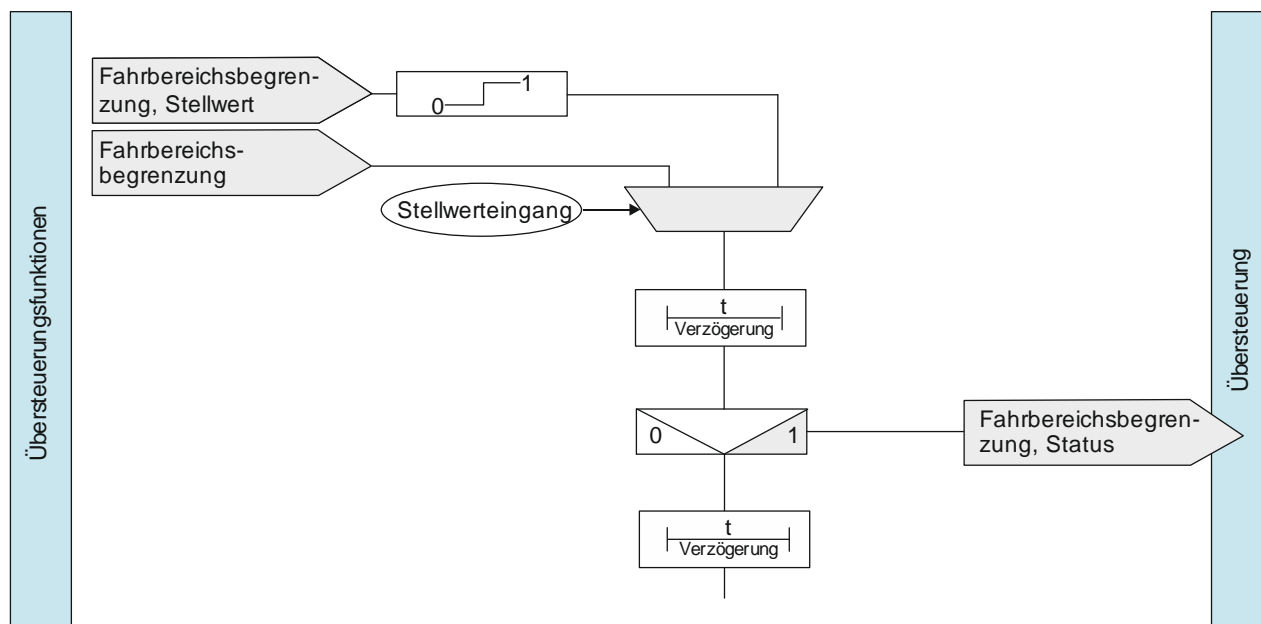 Übersteuerungsfunktionen
Fahrbereichsbegren-
zung, Stellwert
0
1
Fahrbereichs-
begrenzung
Stellwerteingang
t
Verzögerung
0
1
Fahrbereichsbegren-
zung, Status
t
Verzögerung
Übersteuerung